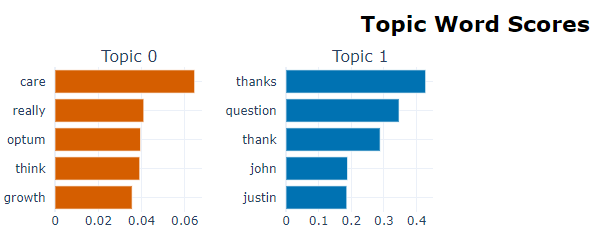 Topic Word Scores
Topic 0
care
really
optum
think
growth
0 0.02 0.04 0.06
Topic 1
thanks
question
thank
john
justin
0 0.1 0.2 0.3 0.4